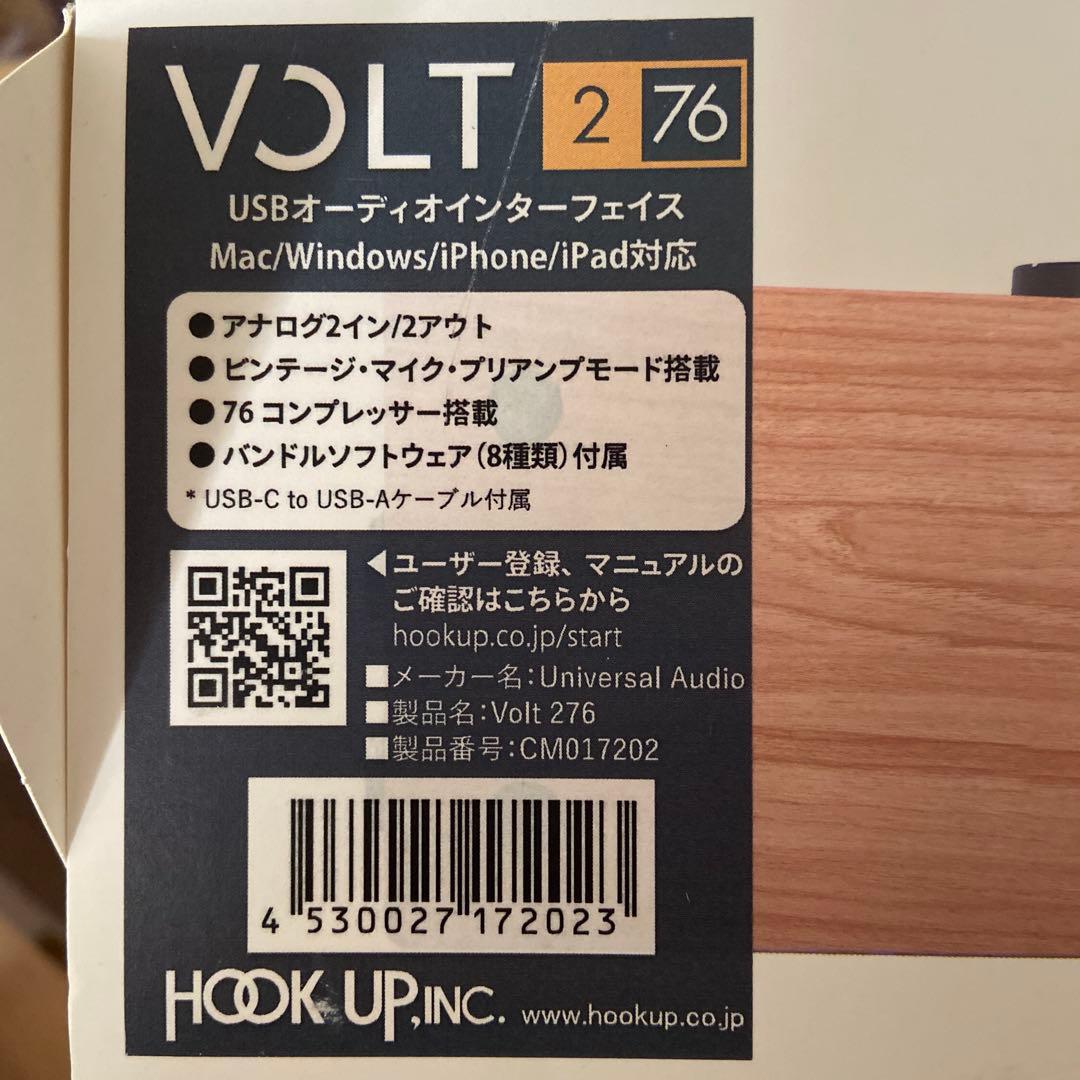 VOLT 2 76
USBオーディオインターフェイス
Mac/Windows/iPhone/iPad対応
● アナログ2イン/2アウト
● ビンテージ・マイク・プリアンプモード搭載
● 76 コンプレッサー搭載
● バンドルソフトウェア（8種類）付属
* USB-C to USB-Aケーブル付属
◀ユーザー登録、マニュアルの
ご確認はこちらから
hookup.co.jp/start
■メーカー名：Universal Audio
■製品名：Volt 276
■製品番号：CM017202
4 530027 172023
HOOK UP,INC. www.hookup.co.jp